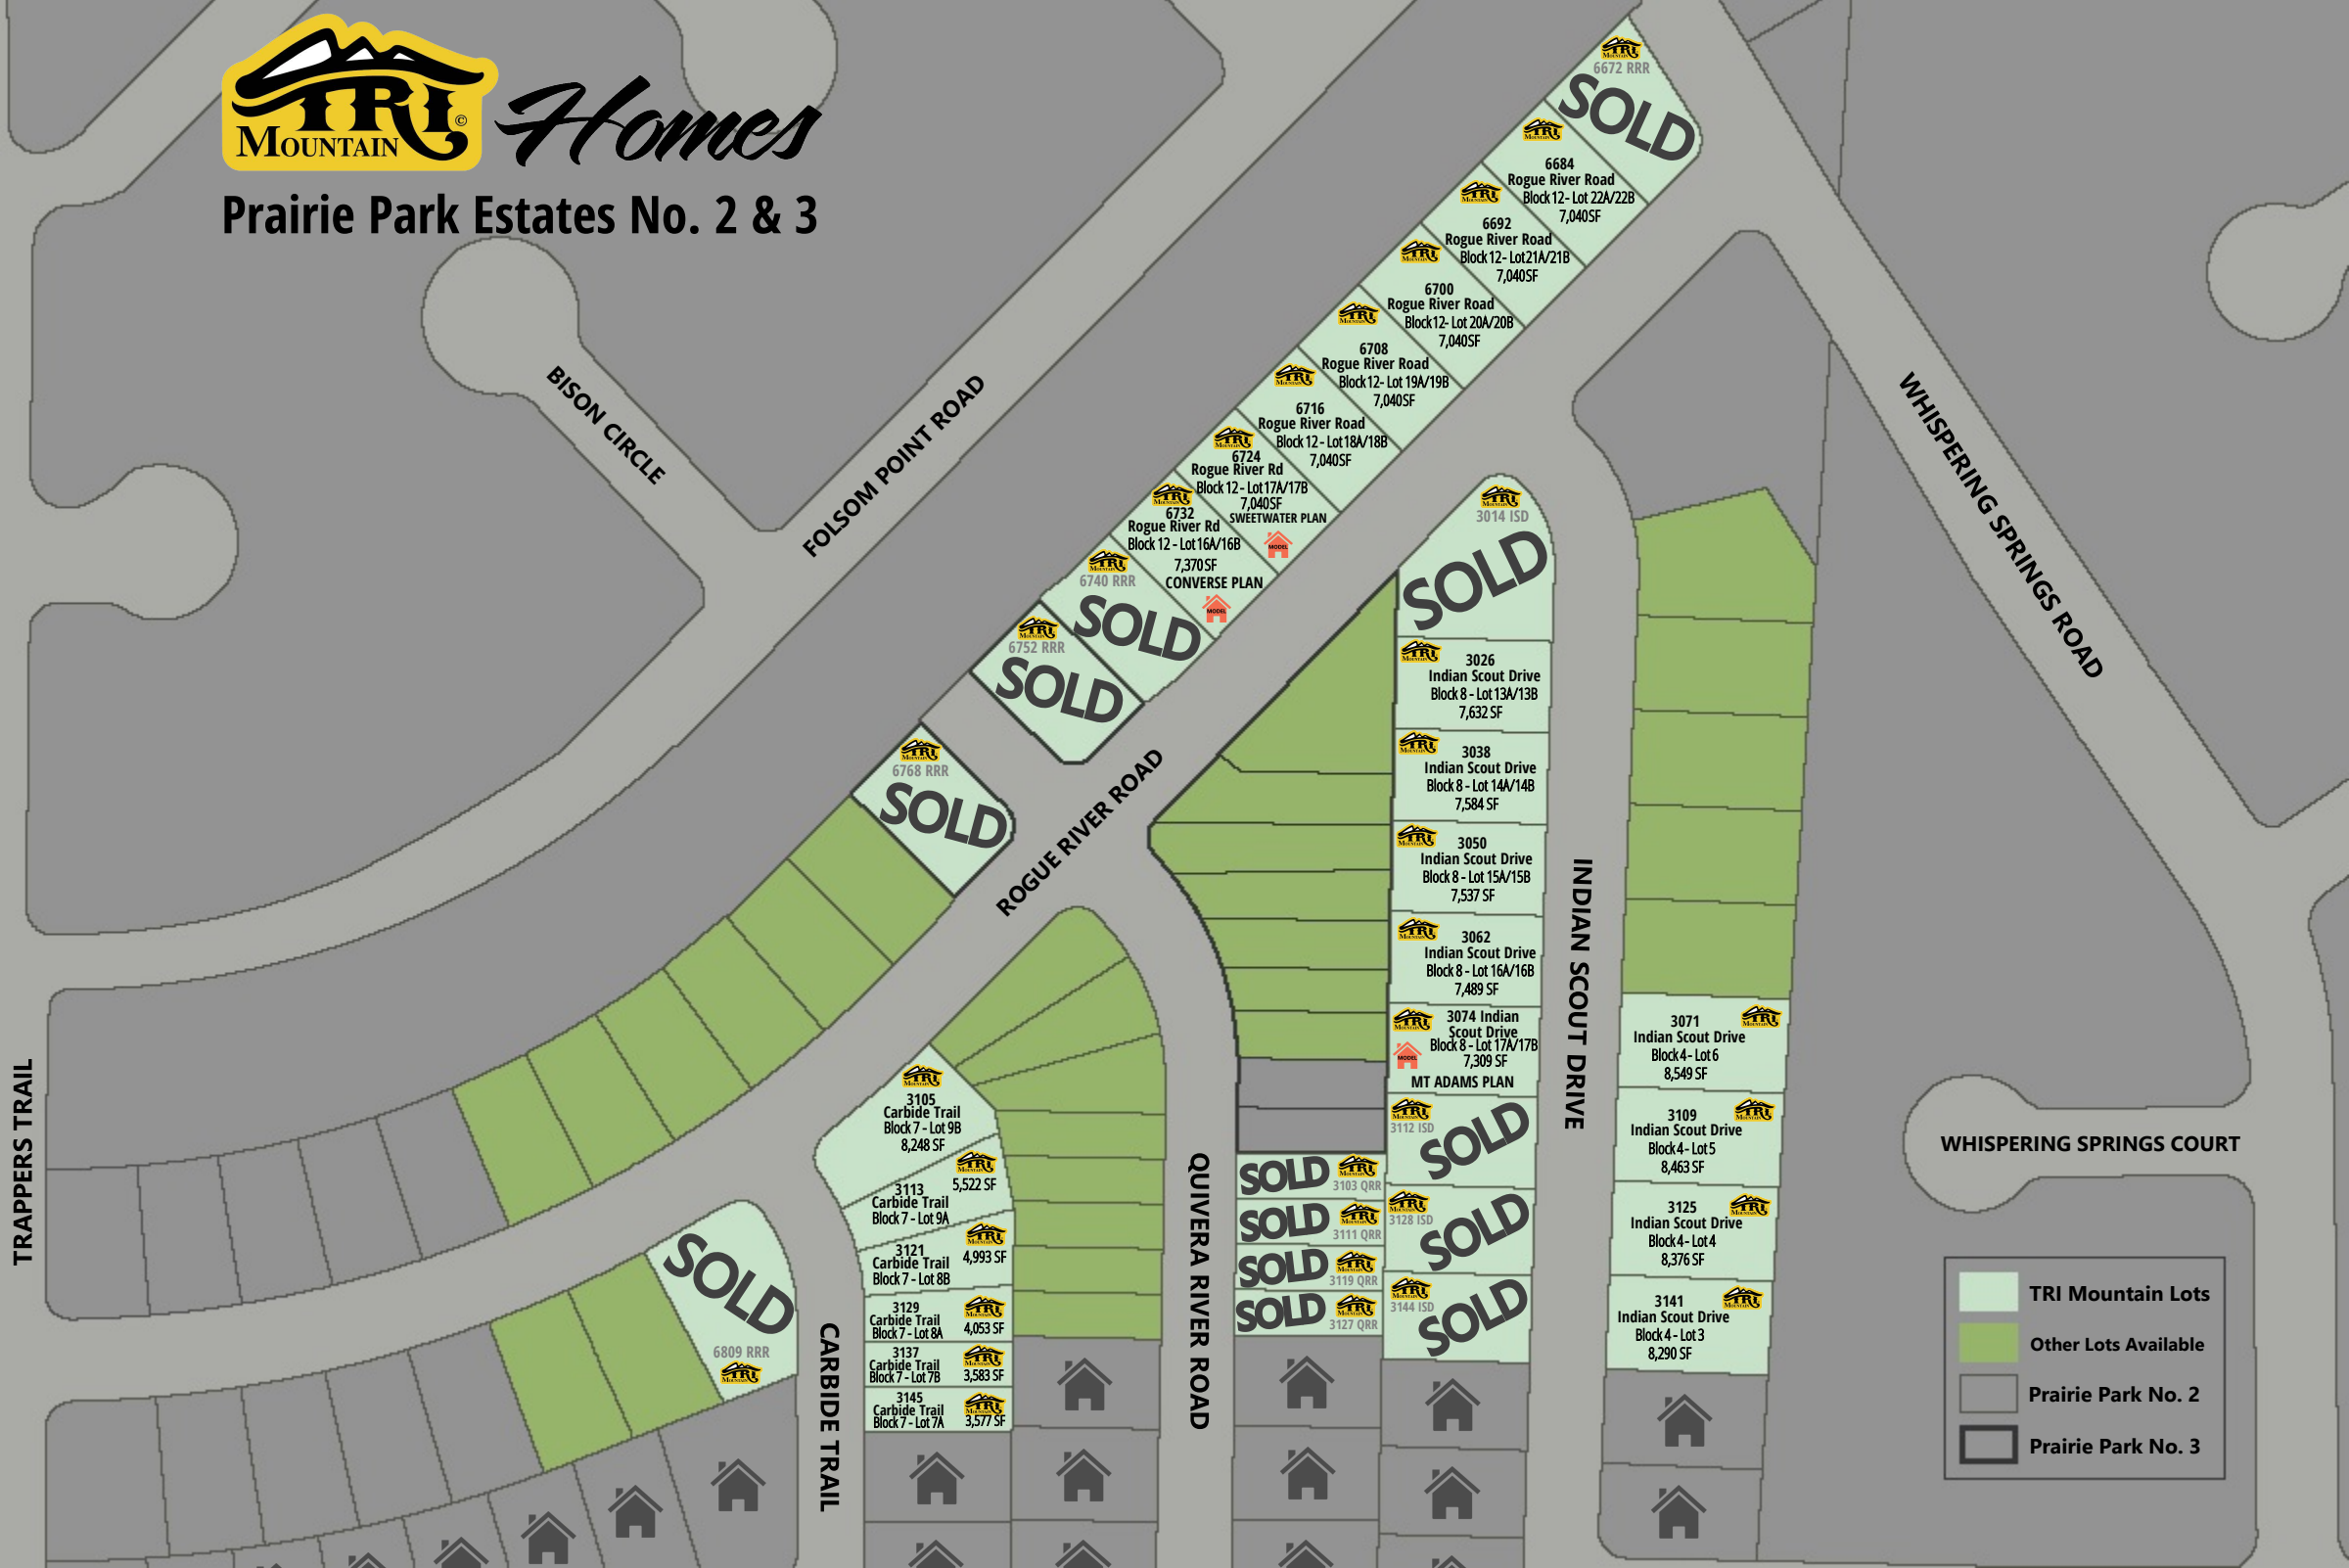 TRI
MOUNTAIN
©
Homes
Prairie Park Estates No. 2 & 3
BISON CIRCLE
FOLSOM POINT ROAD
ROGUE RIVER ROAD
WHISPERING SPRINGS ROAD
WHISPERING SPRINGS COURT
INDIAN SCOUT DRIVE
QUIVERA RIVER ROAD
CARBIDE TRAIL
TRAPPERS TRAIL
6672 RRR
SOLD
6684
Rogue River Road
Block 12 - Lot 22A/22B
7,040SF
6692
Rogue River Road
Block 12- Lot21A/21B
7,040SF
6700
Rogue River Road
Block12- Lot 20A/20B
7,040SF
6708
Rogue River Road
Block12- Lot 19A/19B
7,040SF
6716
Rogue River Road
Block 12 - Lot18A/18B
7,040SF
6724
Rogue River Rd
Block 12 - Lot17A/17B
7,040SF
SWEETWATER PLAN
MODEL
6732
Rogue River Rd
Block 12 - Lot16A/16B
7,370SF
CONVERSE PLAN
MODEL
6740 RRR
SOLD
6752 RRR
SOLD
6768 RRR
SOLD
3014 ISD
SOLD
3026
Indian Scout Drive
Block 8 - Lot 13A/13B
7,632 SF
3038
Indian Scout Drive
Block 8 - Lot 14A/14B
7,584 SF
3050
Indian Scout Drive
Block 8 - Lot 15A/15B
7,537 SF
3062
Indian Scout Drive
Block 8 - Lot 16A/16B
7,489 SF
3074 Indian
Scout Drive
Block 8 - Lot 17A/17B
7,309 SF
MODEL
MT ADAMS PLAN
3112 ISD
SOLD
3128 ISD
SOLD
3144 ISD
SOLD
SOLD
3103 QRR
SOLD
3111 QRR
SOLD
3119 QRR
SOLD
3127 QRR
3071
Indian Scout Drive
Block 4 - Lot 6
8,549 SF
3109
Indian Scout Drive
Block 4 - Lot 5
8,463 SF
3125
Indian Scout Drive
Block 4 - Lot 4
8,376 SF
3141
Indian Scout Drive
Block 4 - Lot 3
8,290 SF
3105
Carbide Trail
Block 7 - Lot 9B
8,248 SF
3113
Carbide Trail
Block 7 - Lot 9A
5,522 SF
3121
Carbide Trail
Block 7 - Lot 8B
4,993 SF
3129
Carbide Trail
Block 7 - Lot 8A
4,053 SF
3137
Carbide Trail
Block 7 - Lot 7B
3,583 SF
3145
Carbide Trail
Block 7 - Lot 7A
3,577 SF
SOLD
6809 RRR
TRI Mountain Lots
Other Lots Available
Prairie Park No. 2
Prairie Park No. 3